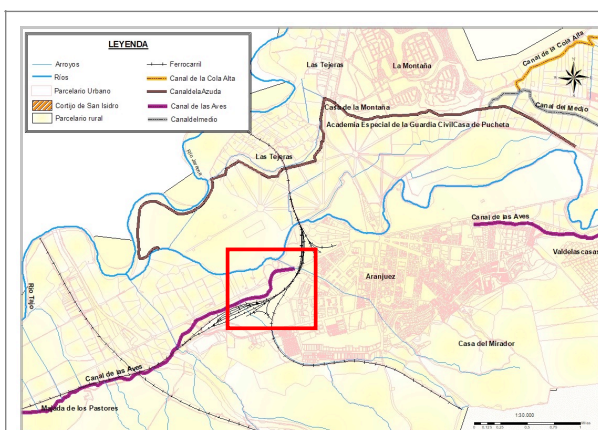 LEYENDA
Arroyos
Ríos
Parcelario Urbano
Cortijo de San Isidro
Parcelario rural
Ferrocarril
Canal de la Cola Alta
CanaldelaAzuda
Canal de las Aves
Canaldelmedio
Las Tejeras
La Montaña
Canal de la Cola Alta
Canal del Medio
Casa de la Montaña
Academia Especial de la Guardia CivilCasa de Pucheta
Las Tejeras
Río Jarama
Canal de las Aves
Valdelascasas
Aranjuez
Río Tajo
Casa del Mirador
Canal de las Aves
Majada de los Pastores
1:30.000